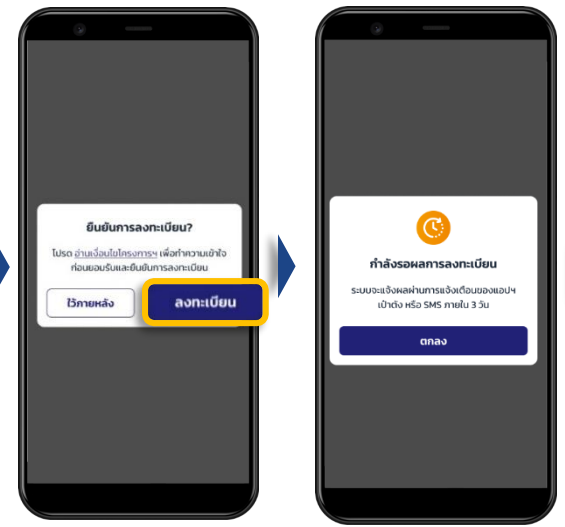 ยืนยันการลงทะเบียน?
โปรด อ่านเงื่อนไขโครงการฯ เพื่อทำความเข้าใจ
ก่อนยอมรับและยืนยันการลงทะเบียน
ไว้ภายหลัง
ลงทะเบียน
กำลังรอผลการลงทะเบียน
ระบบจะแจ้งผลผ่านการแจ้งเตือนของแอปฯ
เป๋าตัง หรือ SMS ภายใน 3 วัน
ตกลง